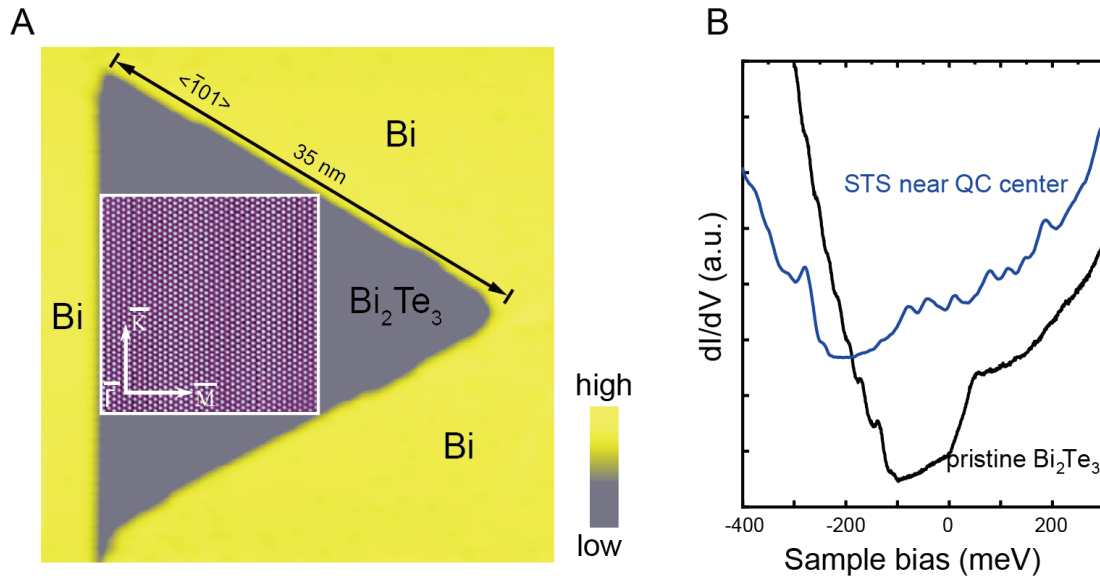 A
<1̅01>
35 nm
Bi
Bi
Bi₂Te₃
K̅
Γ̅
M̅
Bi
high
low
B
STS near QC center
pristine Bi₂Te₃
dI/dV (a.u.)
-400
-200
0
200
Sample bias (meV)